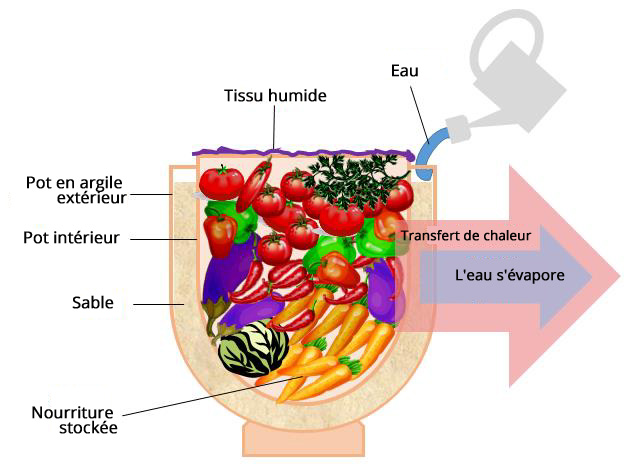 Eau
Tissu humide
Pot en argile
extérieur
Pot intérieur
Transfert de chaleur
L'eau s'évapore
Sable
Nourriture
stockée